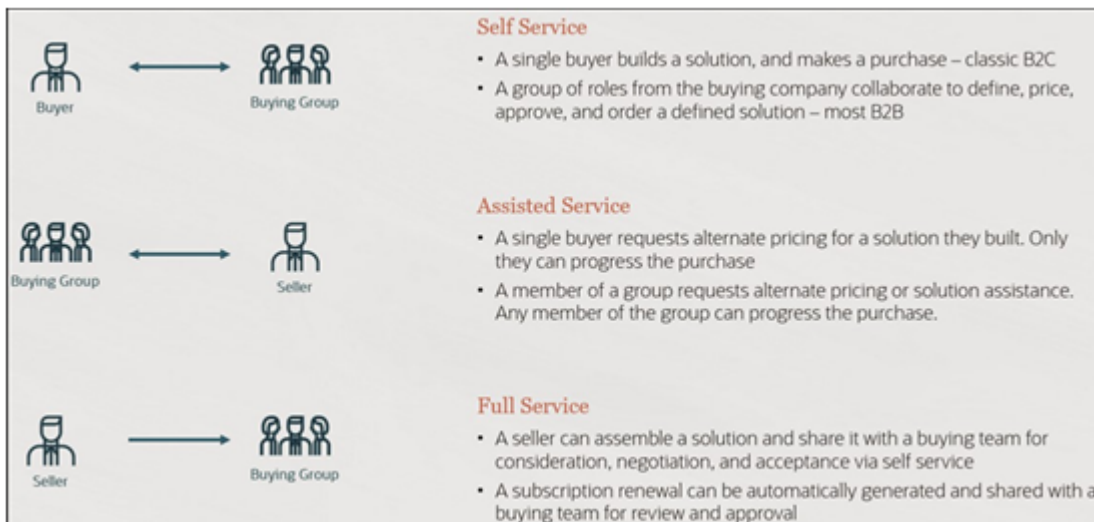 Self Service
• A single buyer builds a solution, and makes a purchase – classic B2C
• A group of roles from the buying company collaborate to define, price,
approve, and order a defined solution – most B2B
Buyer
Buying Group
Assisted Service
• A single buyer requests alternate pricing for a solution they built. Only
they can progress the purchase
• A member of a group requests alternate pricing or solution assistance.
Any member of the group can progress the purchase.
Buying Group
Seller
Full Service
• A seller can assemble a solution and share it with a buying team for
consideration, negotiation, and acceptance via self service
• A subscription renewal can be automatically generated and shared with a
buying team for review and approval
Seller
Buying Group